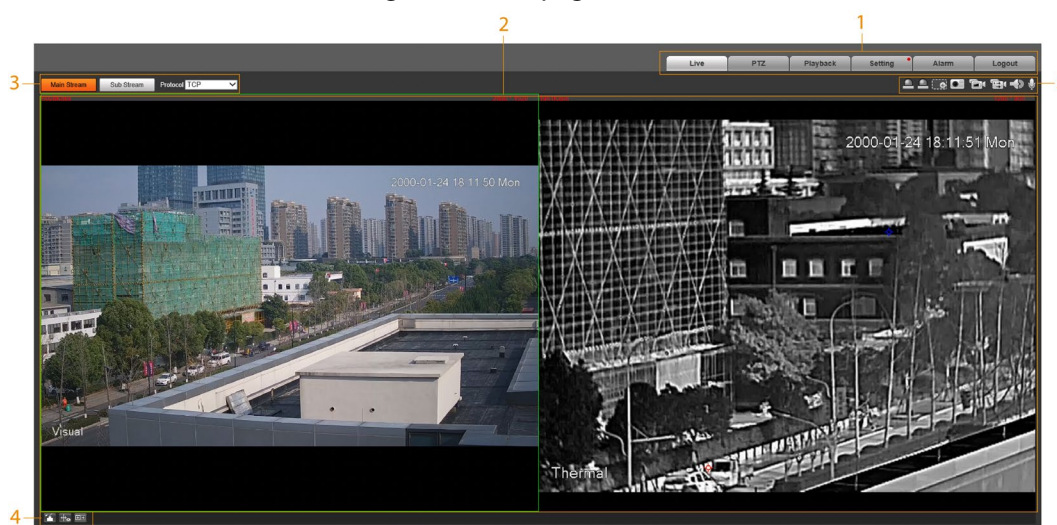 2
1
Live PTZ Playback Setting Alarm Logout
3
Main Stream Sub Stream Protocol TCP
2000-01-24 18:11:50 Mon
2000-01-24 18:11:51 Mon
Visual
Thermal
4